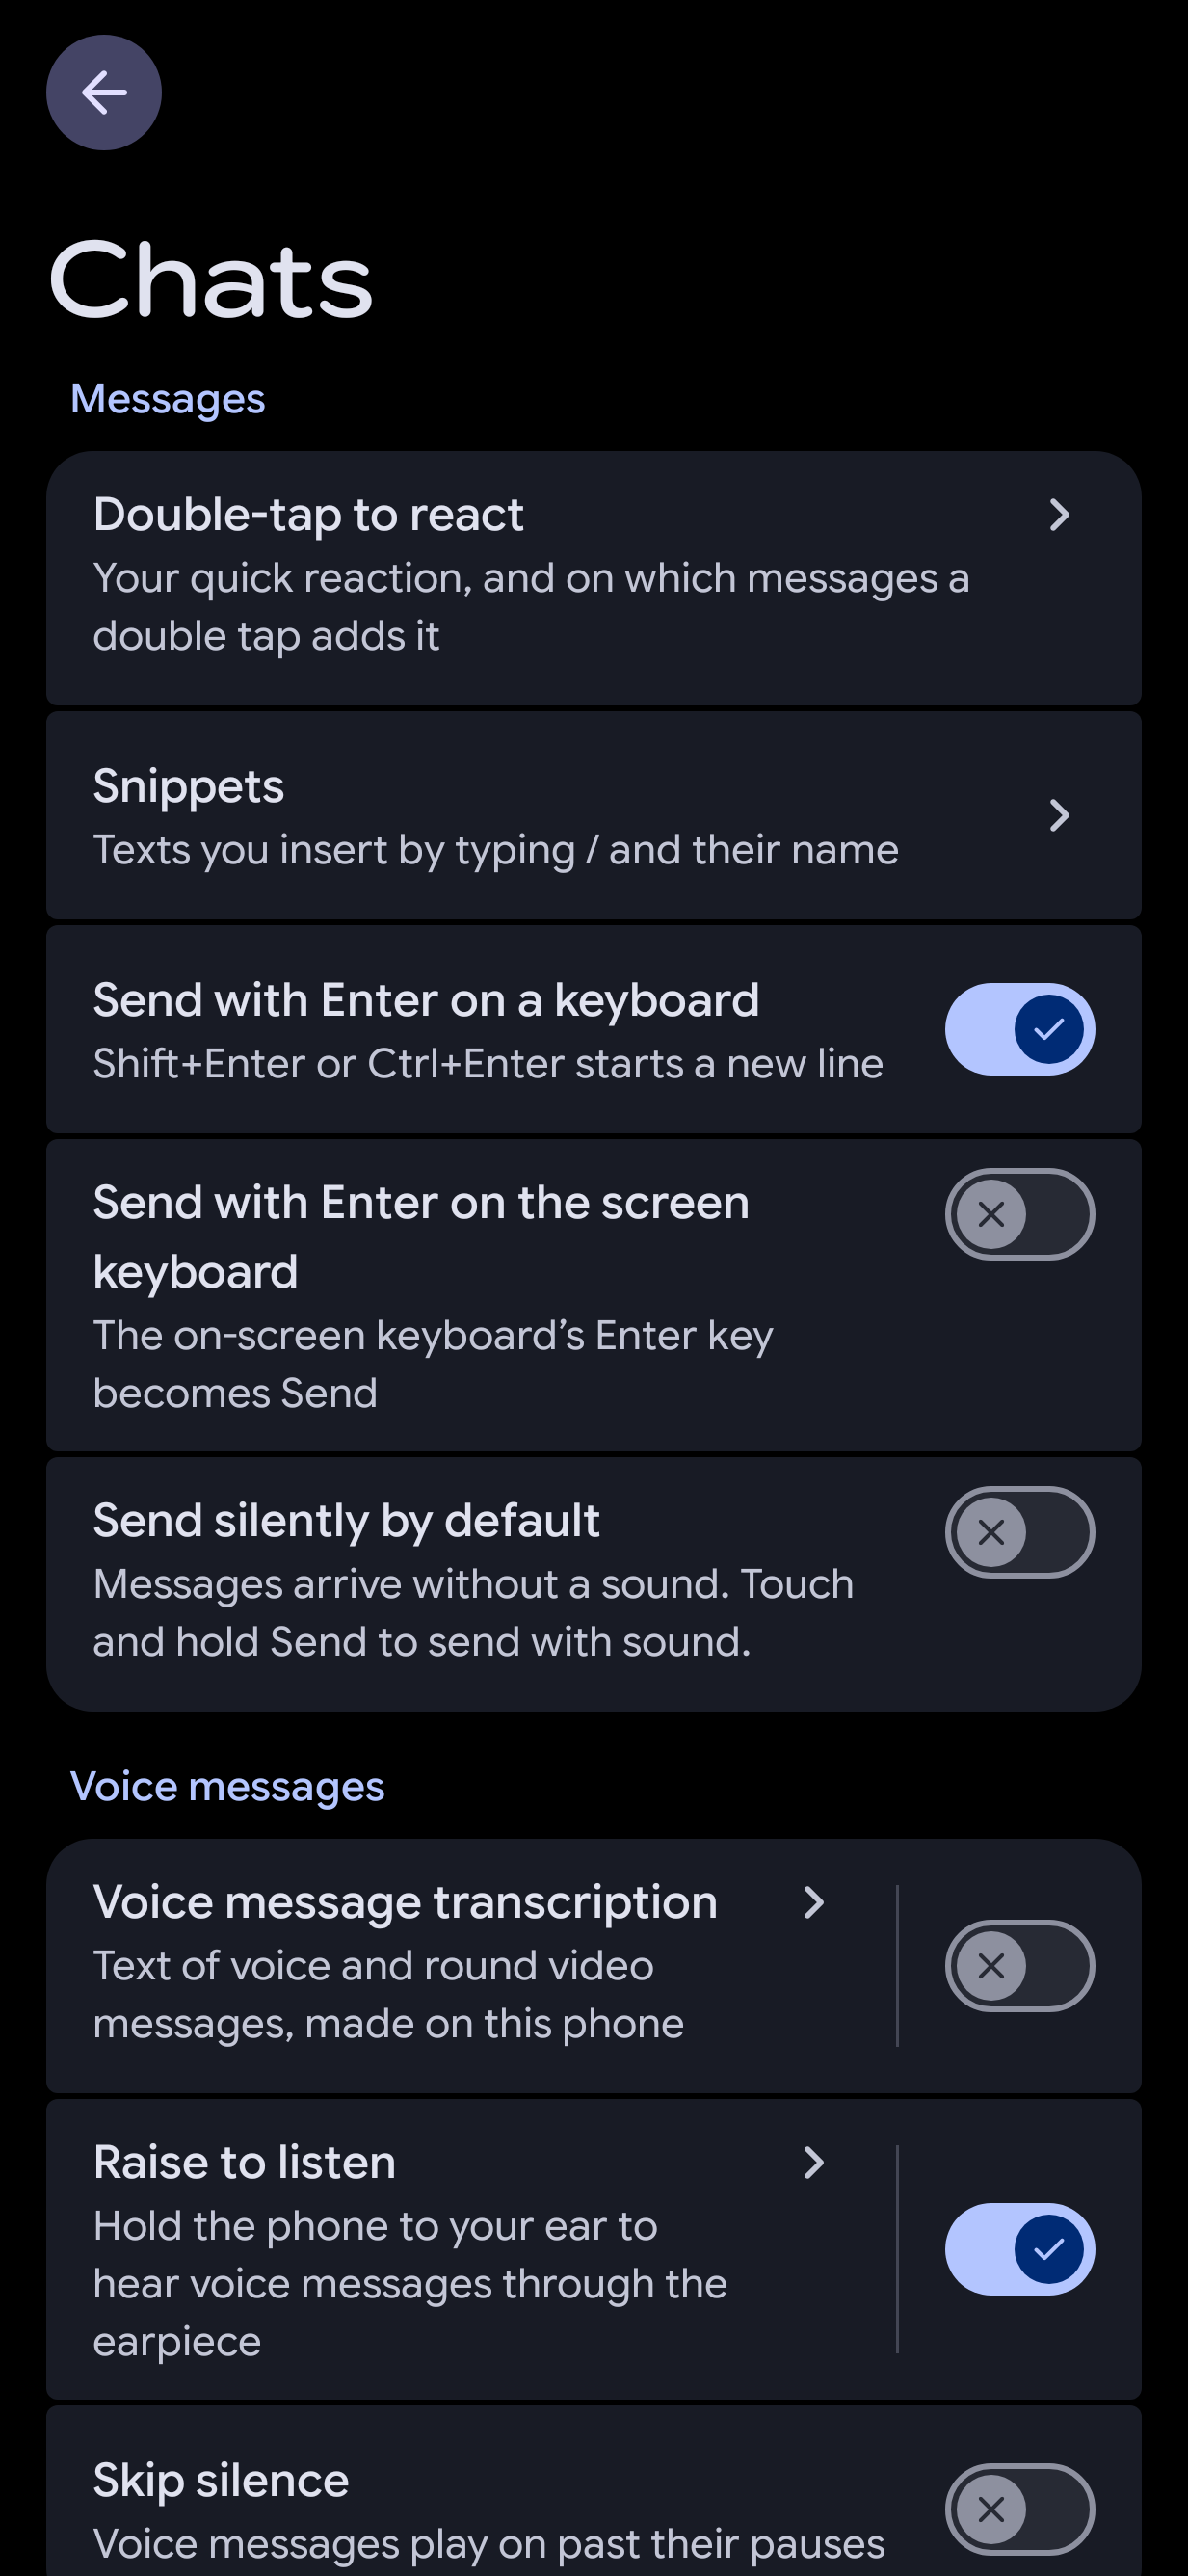 Chats
Messages
Double-tap to react
Your quick reaction, and on which messages a
double tap adds it
Snippets
Texts you insert by typing / and their name
Send with Enter on a keyboard
Shift+Enter or Ctrl+Enter starts a new line
Send with Enter on the screen
keyboard
The on-screen keyboard’s Enter key
becomes Send
Send silently by default
Messages arrive without a sound. Touch
and hold Send to send with sound.
Voice messages
Voice message transcription
Text of voice and round video
messages, made on this phone
Raise to listen
Hold the phone to your ear to
hear voice messages through the
earpiece
Skip silence
Voice messages play on past their pauses